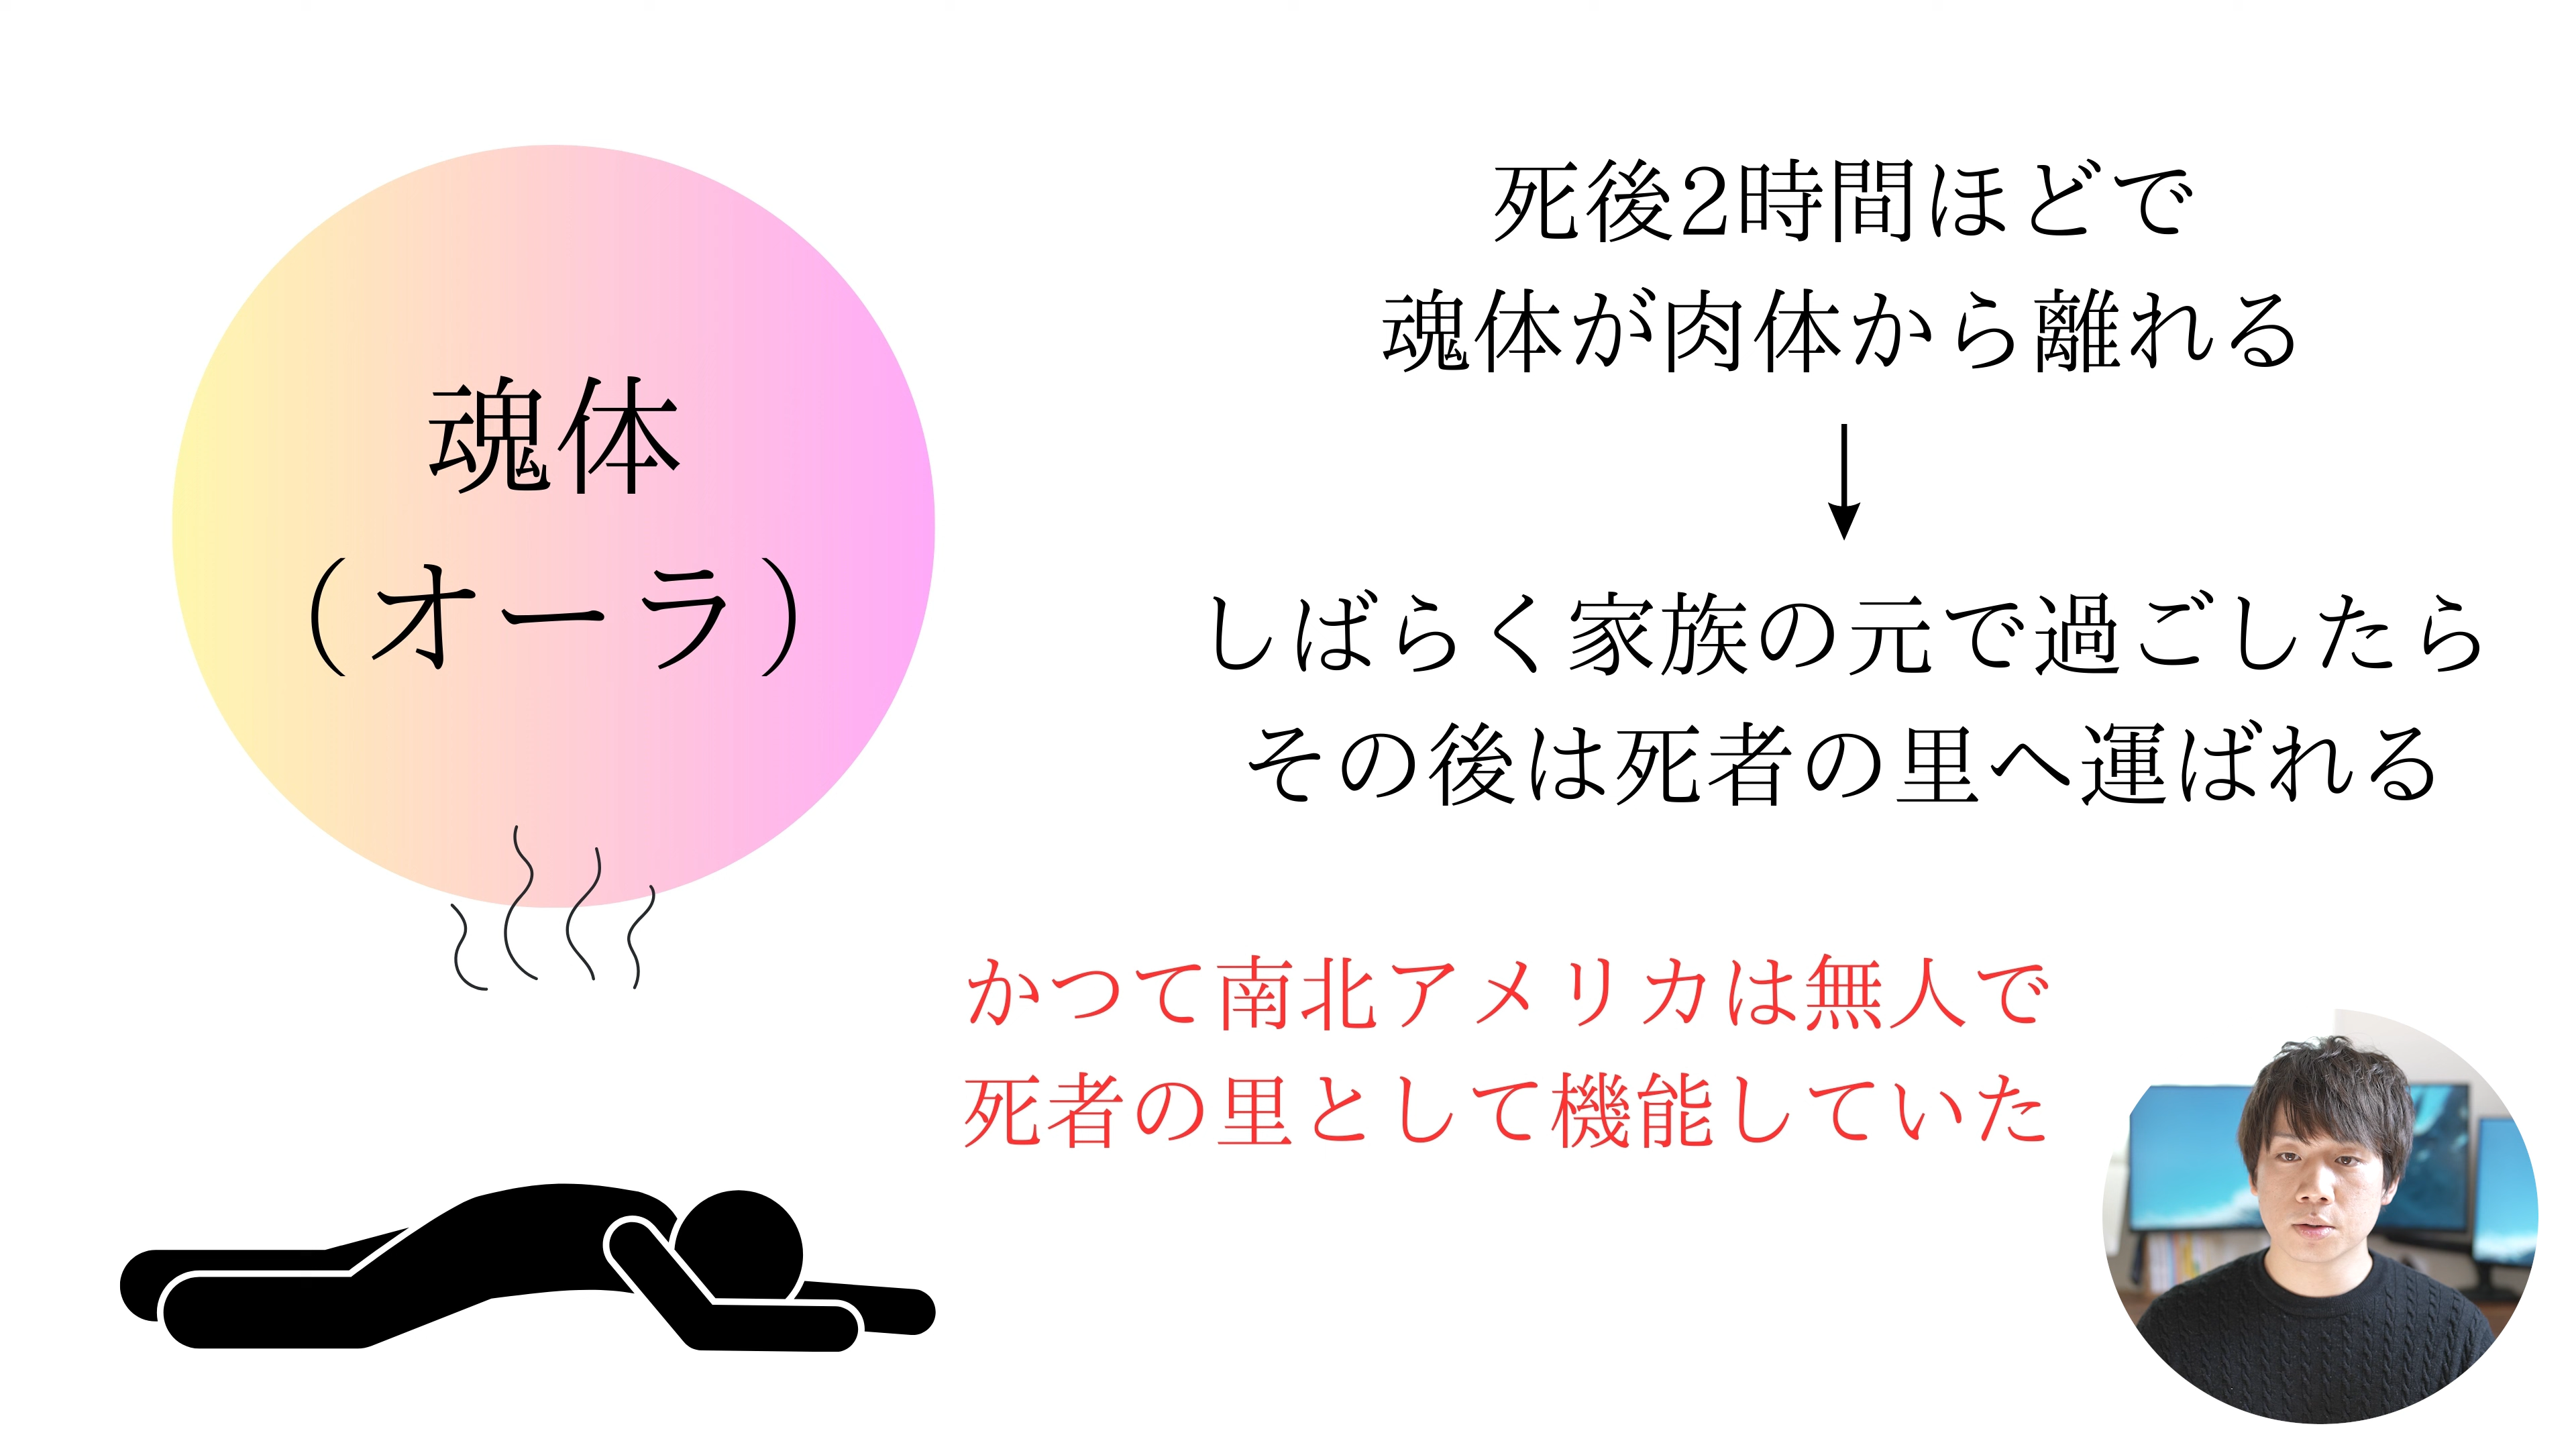 魂体
（オーラ）
死後2時間ほどで
魂体が肉体から離れる
しばらく家族の元で過ごしたら
その後は死者の里へ運ばれる
かつて南北アメリカは無人で
死者の里として機能していた